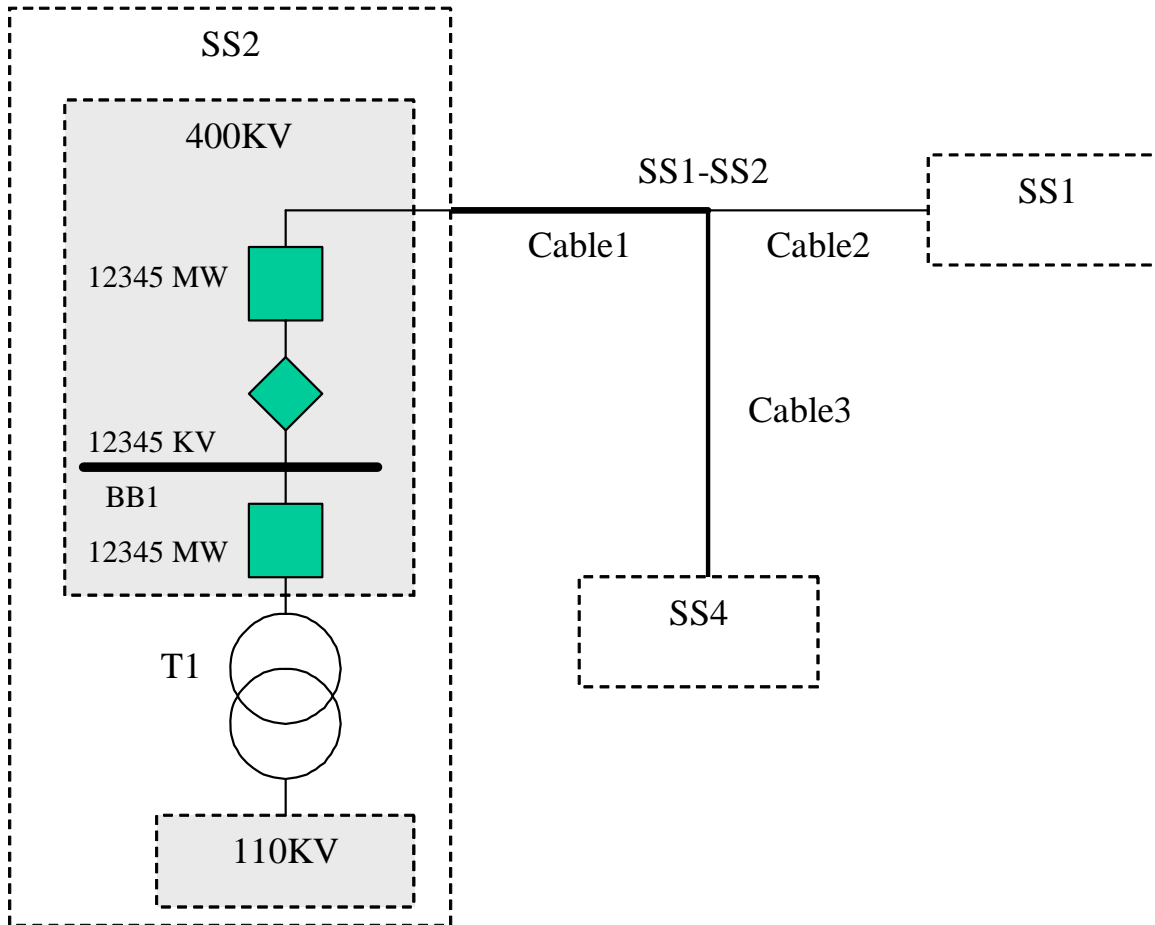 SS2
400KV
SS1-SS2
SS1
Cable1
Cable2
12345 MW
Cable3
12345 KV
BB1
12345 MW
SS4
T1
110KV